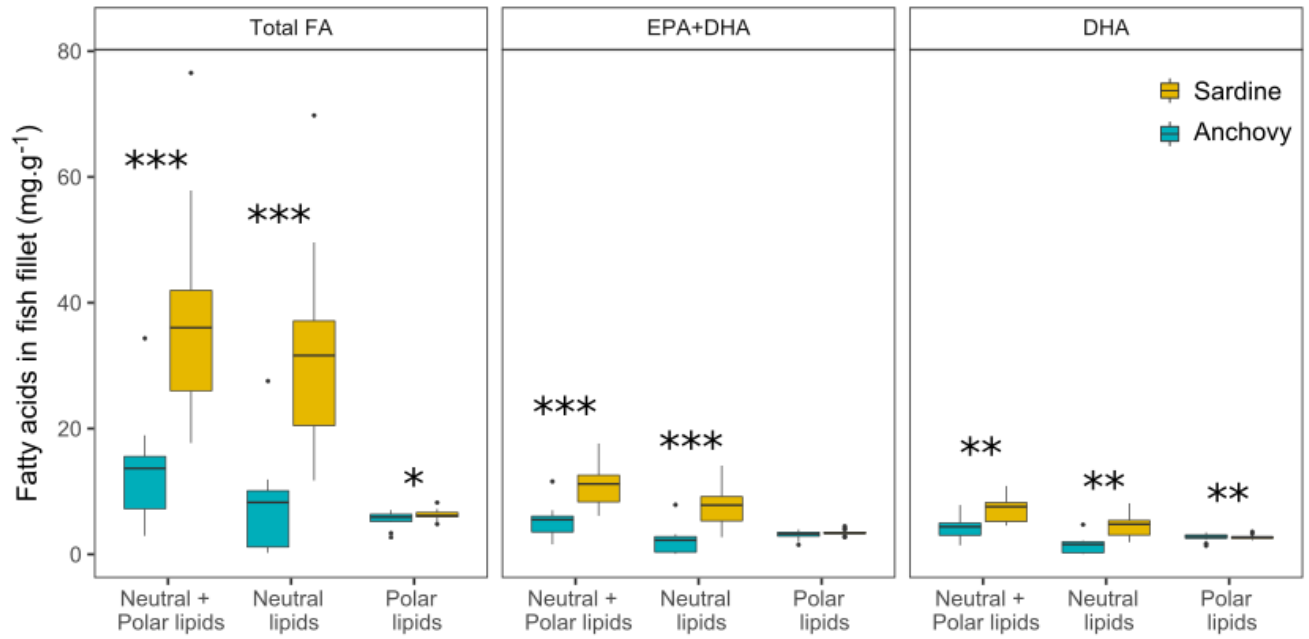 Total FA
EPA+DHA
DHA
Fatty acids in fish fillet (mg.g⁻¹)
80
60
40
20
0
Sardine
Anchovy
***
***
*
***
***
**
**
**
Neutral +
Polar lipids
Neutral
lipids
Polar
lipids
Neutral +
Polar lipids
Neutral
lipids
Polar
lipids
Neutral +
Polar lipids
Neutral
lipids
Polar
lipids